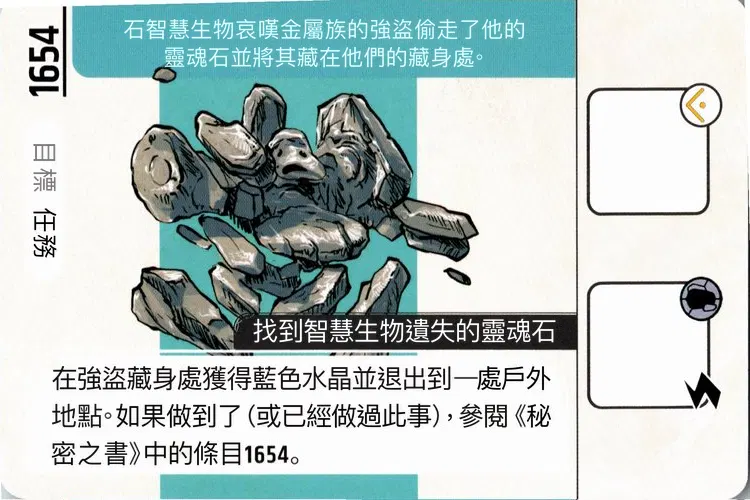 石智慧生物哀嘆金屬族的強盜偷走了他的
靈魂石並將其藏在他們的藏身處。
1654
目標 任務
找到智慧生物遺失的靈魂石
在強盜藏身處獲得藍色水晶並退出到一處戶外
地點。如果做到了（或已經做過此事），參閱《秘
密之書》中的條目1654。